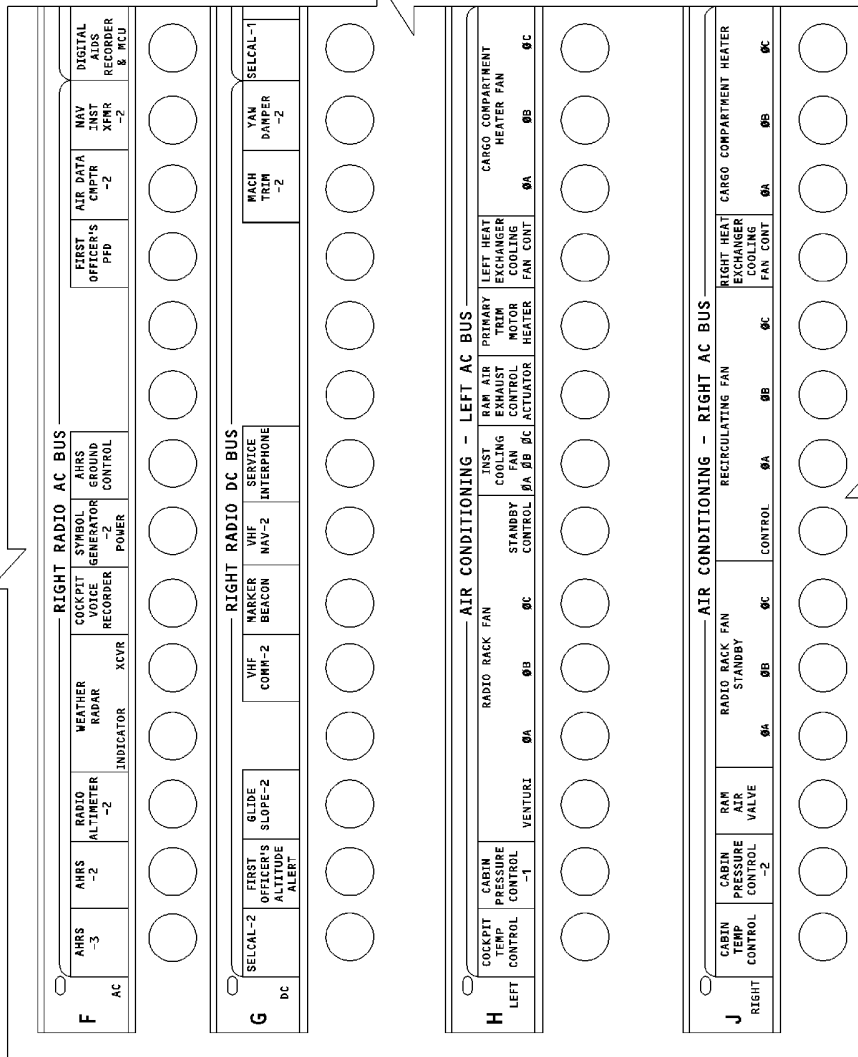 RIGHT RADIO AC BUS
F
AC
AHRS
-3
AHRS
-2
RADIO
ALTIMETER
-2
WEATHER
RADAR
INDICATOR XCVR
COCKPIT
VOICE
RECORDER
SYMBOL
GENERATOR
-2
POWER
AHRS
GROUND
CONTROL
FIRST
OFFICER'S
PFD
AIR DATA
CMPTR
-2
NAV
INST
XFMR
-2
DIGITAL
AIDS
RECORDER
& MCU
RIGHT RADIO DC BUS
G
DC
SELCAL-2
FIRST
OFFICER'S
ALTITUDE
ALERT
GLIDE
SLOPE-2
VHF
COMM-2
MARKER
BEACON
VHF
NAV-2
SERVICE
INTERPHONE
MACH
TRIM
-2
YAW
DAMPER
-2
SELCAL-1
AIR CONDITIONING - LEFT AC BUS
H
LEFT
COCKPIT
TEMP
CONTROL
CABIN
PRESSURE
CONTROL
-1
RADIO RACK FAN
VENTURI ØA ØB ØC
STANDBY
CONTROL
INST
COOLING
FAN
ØA ØB ØC
RAM AIR
EXHAUST
CONTROL
ACTUATOR
PRIMARY
TRIM
MOTOR
HEATER
LEFT HEAT
EXCHANGER
COOLING
FAN CONT
CARGO COMPARTMENT
HEATER FAN
ØA ØB ØC
AIR CONDITIONING - RIGHT AC BUS
J
RIGHT
CABIN
TEMP
CONTROL
CABIN
PRESSURE
CONTROL
-2
RAM
AIR
VALVE
RADIO RACK FAN
STANDBY
ØA ØB ØC
RECIRCULATING FAN
CONTROL ØA ØB ØC
RIGHT HEAT
EXCHANGER
COOLING
FAN CONT
CARGO COMPARTMENT HEATER
ØA ØB ØC